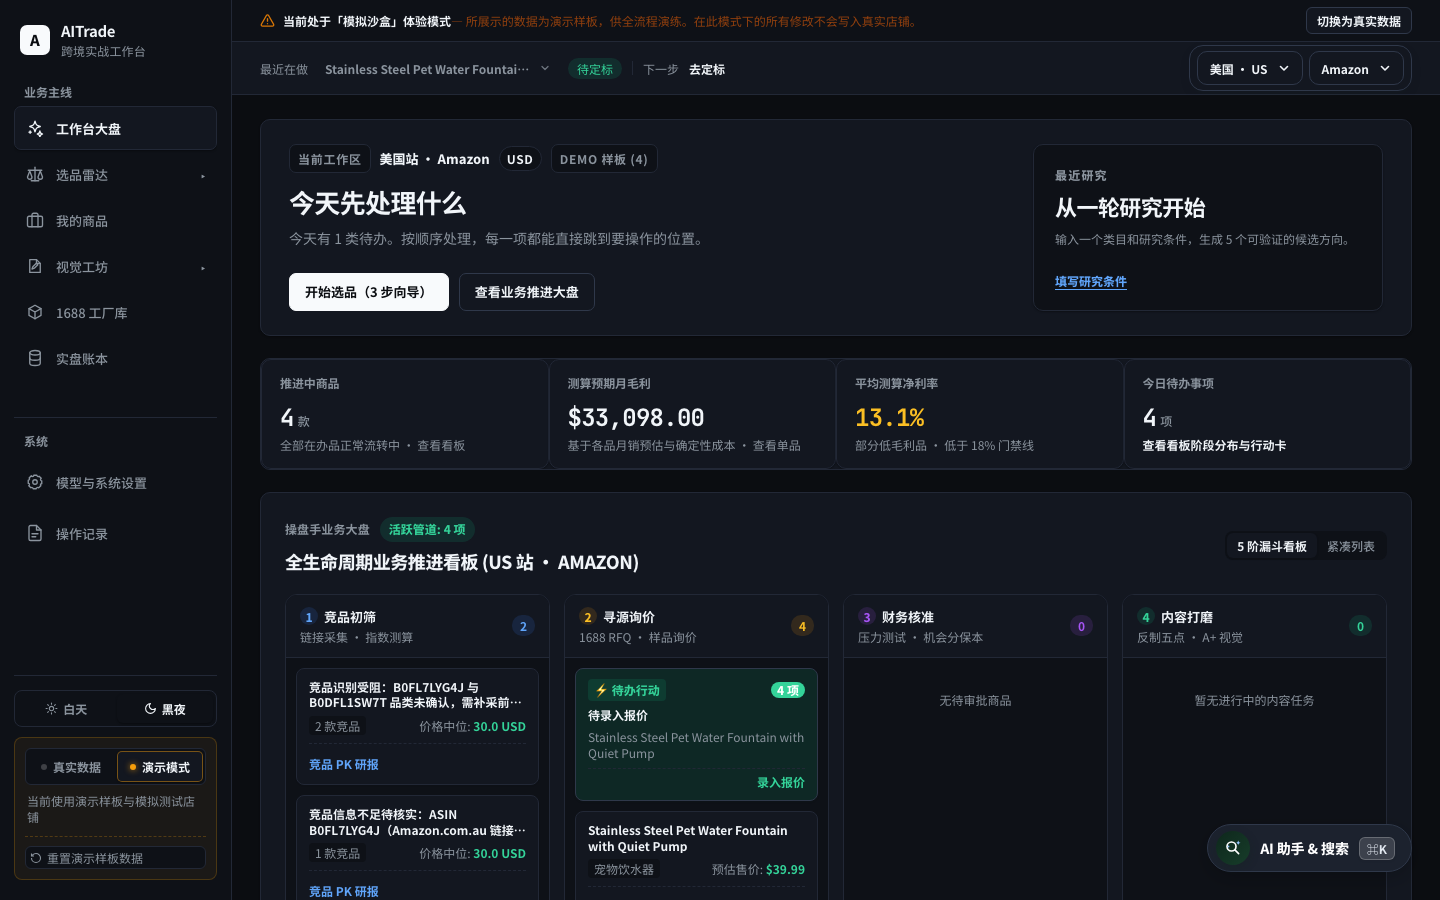 A
AITrade
跨境实战工作台
业务主线
工作台大盘
选品雷达
我的商品
视觉工坊
1688 工厂库
实盘账本
系统
模型与系统设置
操作记录
白天
黑夜
真实数据
演示模式
当前使用演示样板与模拟测试店
铺
重置演示样板数据
当前处于「模拟沙盒」体验模式 — 所展示的数据为演示样板，供全流程演练。在此模式下的所有修改不会写入真实店铺。
切换为真实数据
最近在做 Stainless Steel Pet Water Fountai… 待定标 下一步 去定标
美国 • US
Amazon
当前工作区 美国站 • Amazon USD DEMO 样板 (4)
今天先处理什么
今天有 1 类待办。按顺序处理，每一项都能直接跳到要操作的位置。
开始选品（3 步向导） 查看业务推进大盘
最近研究
从一轮研究开始
输入一个类目和研究条件，生成 5 个可验证的候选方向。
填写研究条件
推进中商品
4 款
全部在办品正常流转中 • 查看看板
测算预期月毛利
$33,098.00
基于各品月销预估与确定性成本 • 查看单品
平均测算净利率
13.1%
部分低毛利品 • 低于 18% 门禁线
今日待办事项
4 项
查看看板阶段分布与行动卡
操盘手业务大盘 活跃管道: 4 项
全生命周期业务推进看板 (US 站 • AMAZON)
5 阶漏斗看板 紧凑列表
1 竞品初筛
链接采集 • 指数测算
2
竞品识别受阻：B0FL7LYG4J 与
B0DFL1SW7T 品类未确认，需补采前…
2 款竞品 价格中位: 30.0 USD
竞品 PK 研报
竞品信息不足待核实：ASIN
B0FL7LYG4J（Amazon.com.au 链接…
1 款竞品 价格中位: 30.0 USD
竞品 PK 研报
2 寻源询价
1688 RFQ • 样品询价
4
⚡ 待办行动 4 项
待录入报价
Stainless Steel Pet Water Fountain with
Quiet Pump
录入报价
Stainless Steel Pet Water Fountain
with Quiet Pump
宠物饮水器 预估售价: $39.99
3 财务核准
压力测试 • 机会分保本
0
无待审批商品
4 内容打磨
反制五点 • A+ 视觉
0
暂无进行中的内容任务
AI 助手 & 搜索 ⌘K